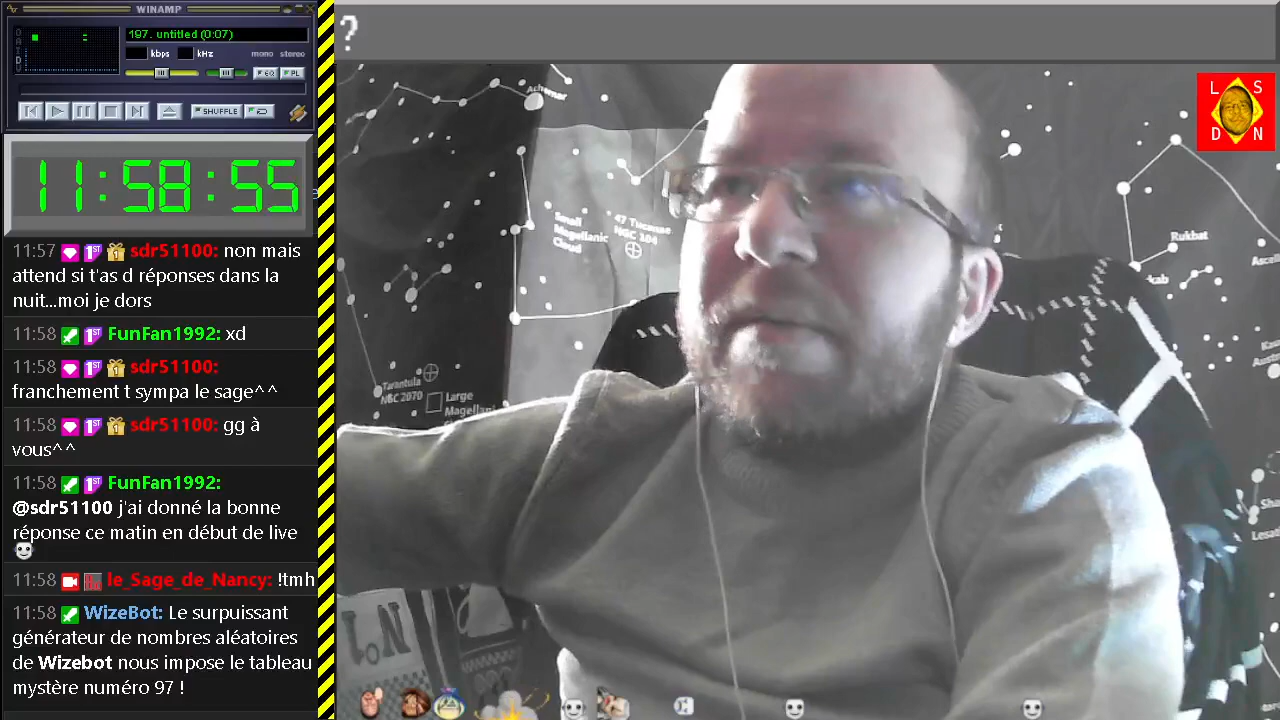 WINAMP
197. untitled (0:07)
kbps kHz mono stereo
EQ PL
SHUFFLE
11:58:55
11:57 sdr51100: non mais
attend si t'as d réponses dans la
nuit...moi je dors
11:58 FunFan1992: xd
11:58 sdr51100:
franchement t sympa le sage^^
11:58 sdr51100: gg à
vous^^
11:58 FunFan1992:
@sdr51100 j'ai donné la bonne
réponse ce matin en début de live
11:58 le_Sage_de_Nancy: !tmh
11:58 WizeBot: Le surpuissant
générateur de nombres aléatoires
de Wizebot nous impose le tableau
mystère numéro 97 !
?
L S
D N
Achernar
Small
Magellanic
Cloud
47 Tucanae
NGC 104
Tarantula
NGC 2070
Large
Rukbat